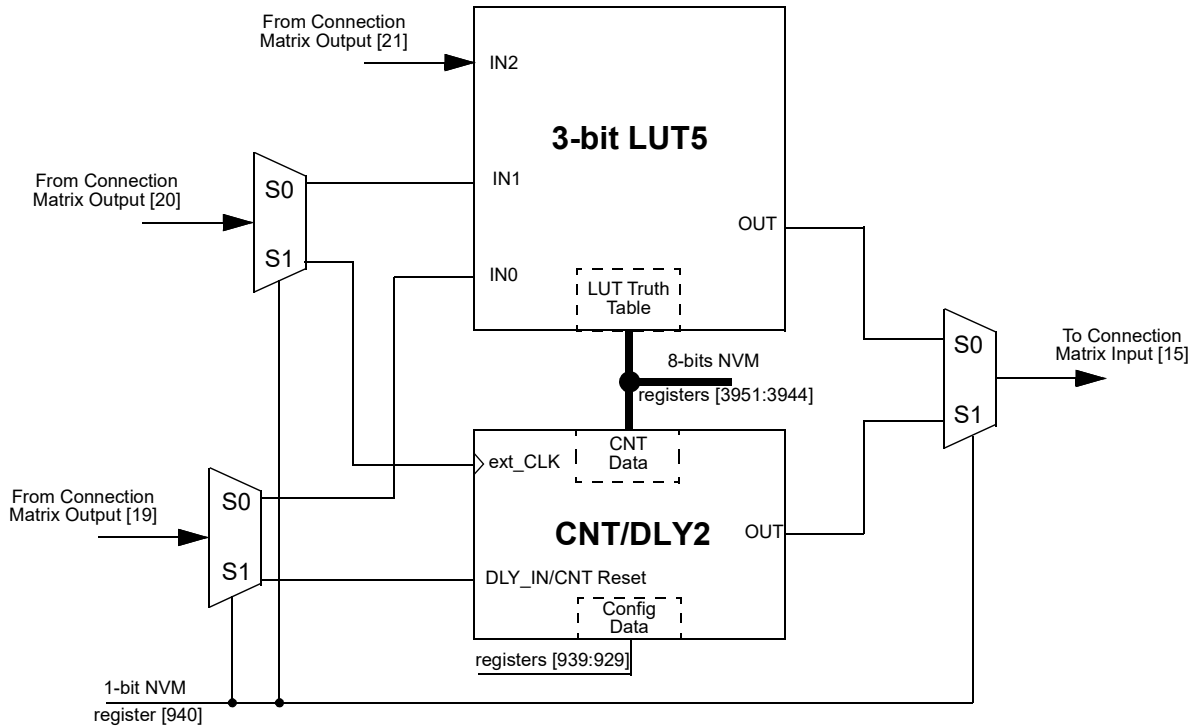 From Connection
Matrix Output [21]
IN2
3-bit LUT5
From Connection
Matrix Output [20]
S0
S1
IN1
IN0
OUT
LUT Truth
Table
8-bits NVM
registers [3951:3944]
S0
S1
To Connection
Matrix Input [15]
From Connection
Matrix Output [19]
S0
S1
ext_CLK
CNT
Data
CNT/DLY2
OUT
DLY_IN/CNT Reset
Config
Data
registers [939:929]
1-bit NVM
register [940]